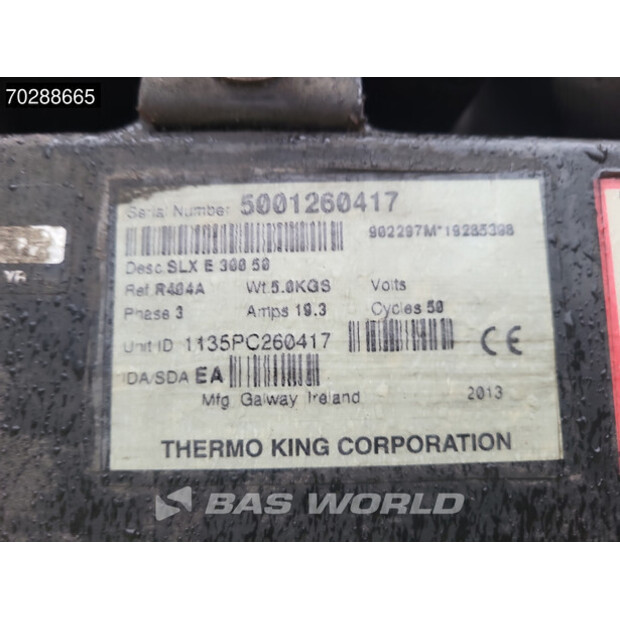 70288665
Serial Number 5001260417
902297M*19285398
Desc. SLX E 300 50
Ref. R404A Wt. 5.0KGS Volts
Phase 3 Amps 19.3 Cycles 50
Unit ID 1135PC260417
IDA/SDA EA
CE
Mfg Galway Ireland 2013
THERMO KING CORPORATION
YR
BAS WORLD